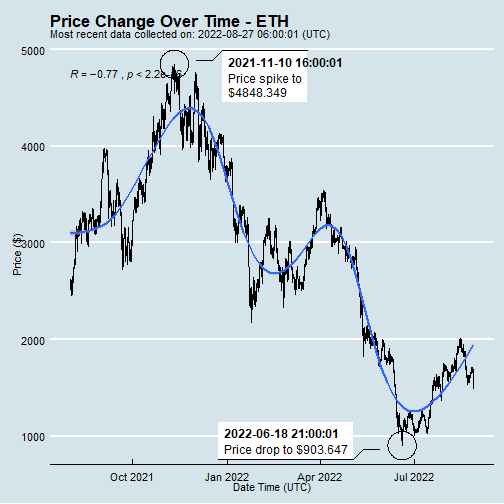 Price Change Over Time - ETH
Most recent data collected on: 2022-08-27 06:00:01 (UTC)
5000
2021-11-10 16:00:01
Price spike to
$4848.349
R = −0.77 , p < 2.2e-16
4000
3000
Price ($)
2000
2022-06-18 21:00:01
Price drop to $903.647
1000
Oct 2021
Jan 2022
Apr 2022
Jul 2022
Date Time (UTC)